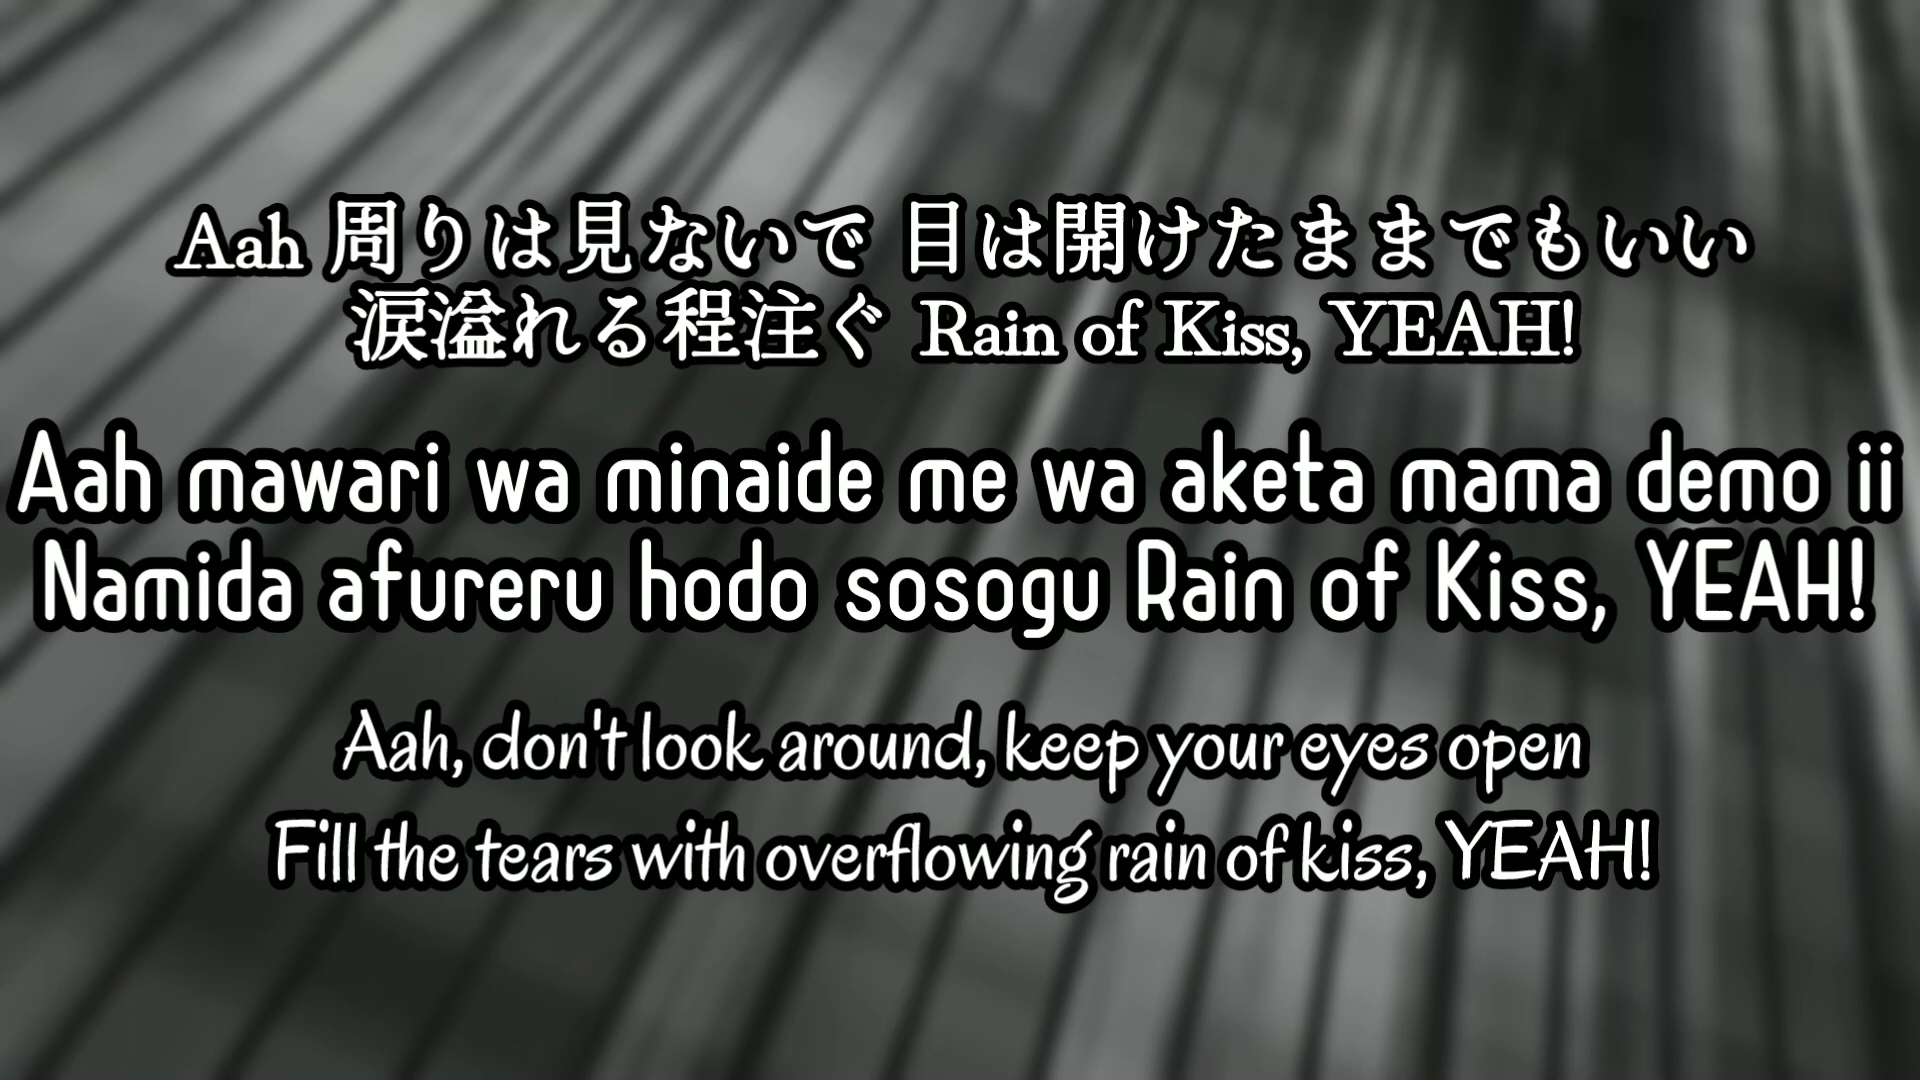 Aah 周りは見ないで 目は開けたままでもいい
涙溢れる程注ぐ Rain of Kiss, YEAH!
Aah mawari wa minaide me wa aketa mama demo ii
Namida afureru hodo sosogu Rain of Kiss, YEAH!
Aah, don't look around, keep your eyes open
Fill the tears with overflowing rain of kiss, YEAH!